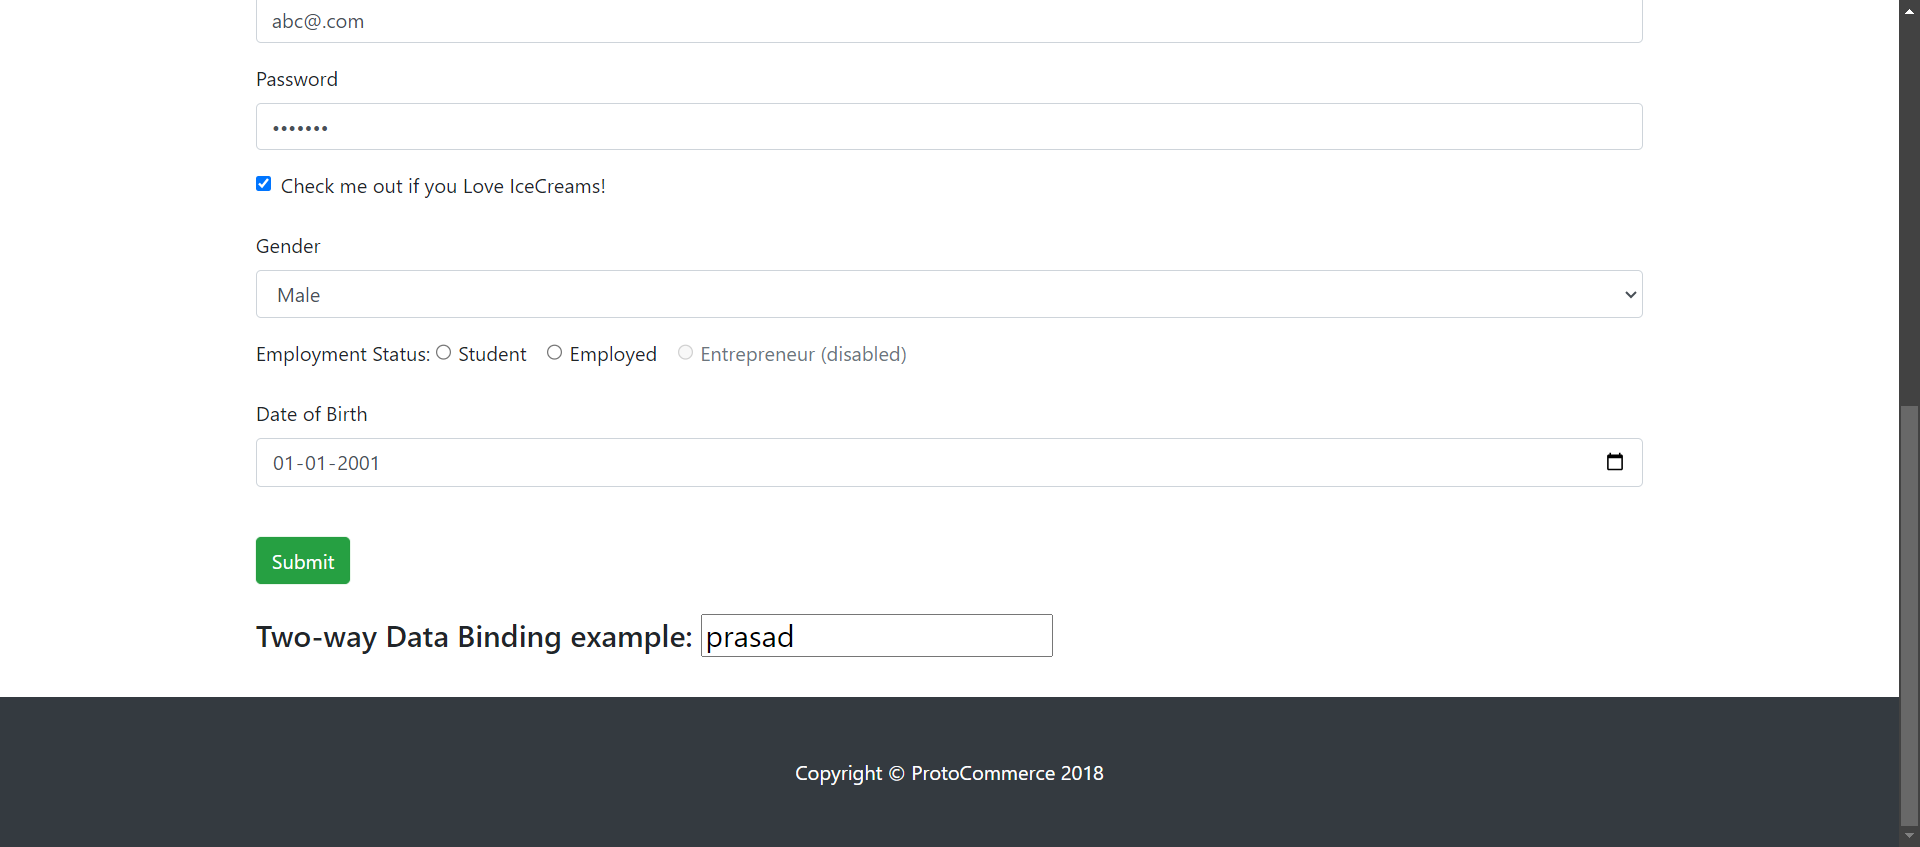 abc@.com
Password
•••••••
Check me out if you Love IceCreams!
Gender
Male
Employment Status: Student Employed Entrepreneur (disabled)
Date of Birth
01-01-2001
Submit
Two-way Data Binding example: prasad
Copyright © ProtoCommerce 2018